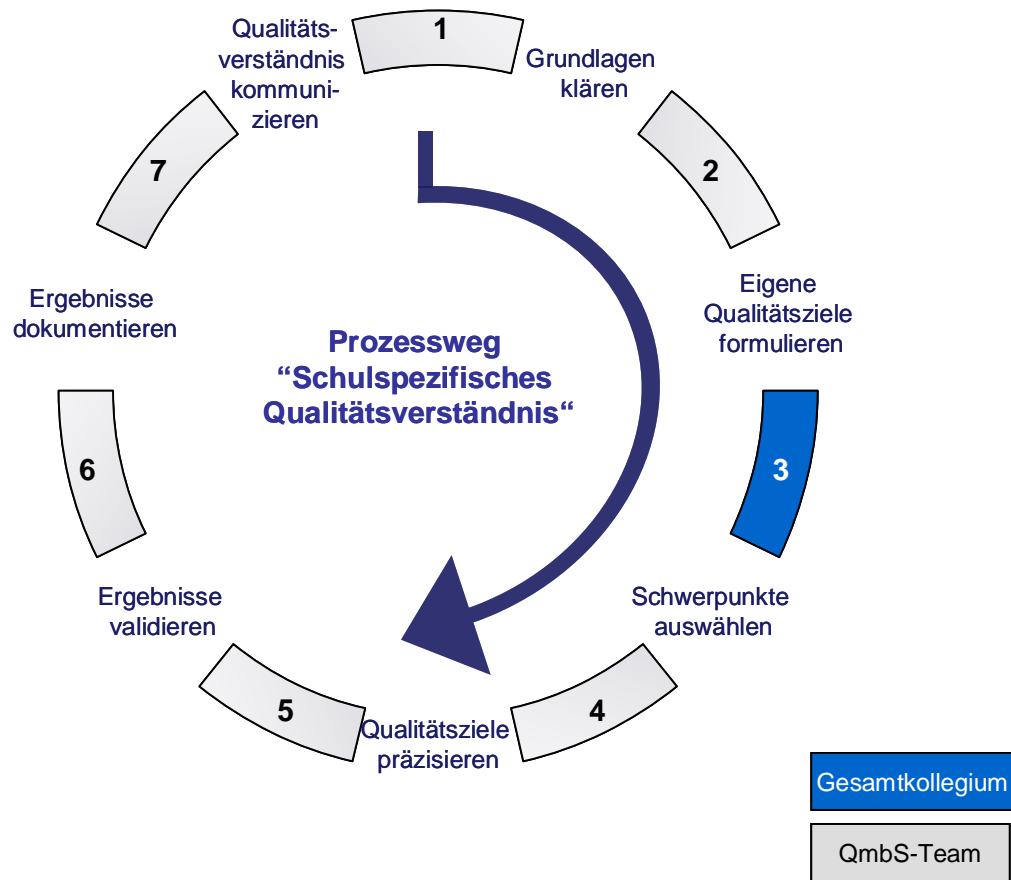 1
Grundlagen
klären
2
Eigene
Qualitätsziele
formulieren
3
Schwerpunkte
auswählen
4
Qualitätsziele
präzisieren
5
Ergebnisse
validieren
6
Ergebnisse
dokumentieren
7
Qualitäts-
verständnis
kommuni-
zieren
Prozessweg
“Schulspezifisches
Qualitätsverständnis“
Gesamtkollegium
QmbS-Team